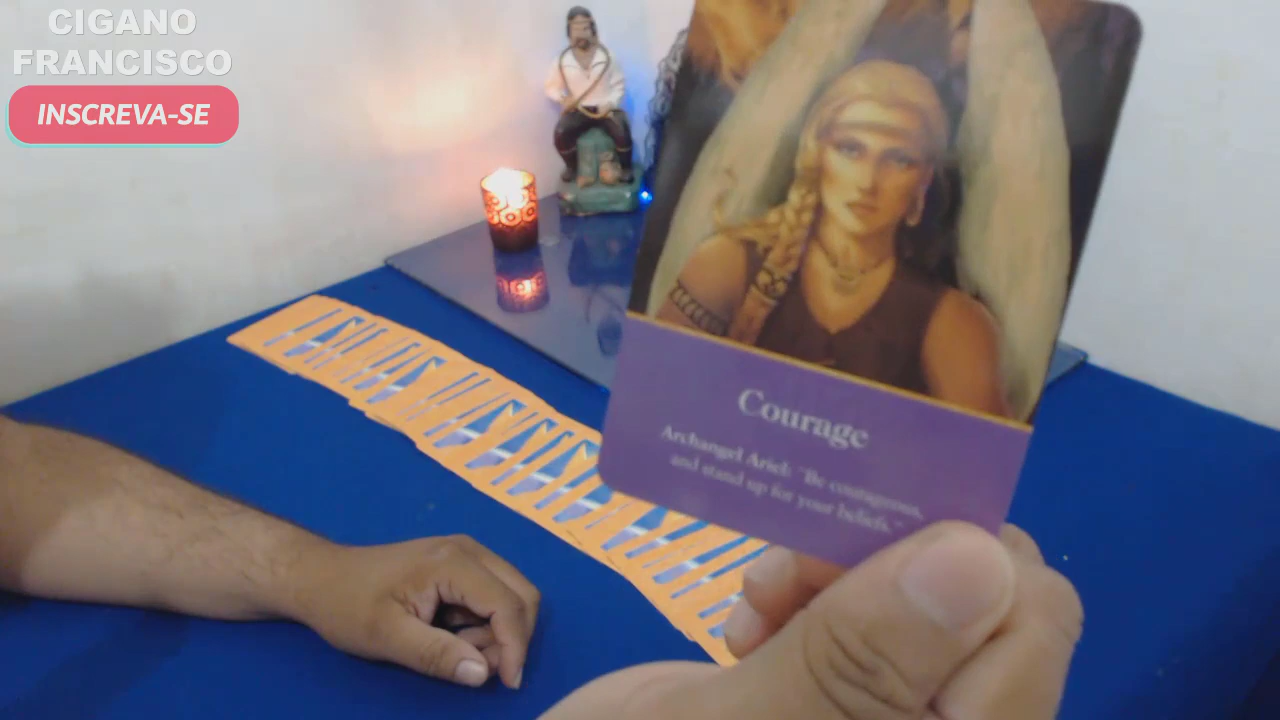 CIGANO
FRANCISCO
INSCREVA-SE
Courage
Archangel Ariel: "Be courageous,
and stand up for your beliefs."